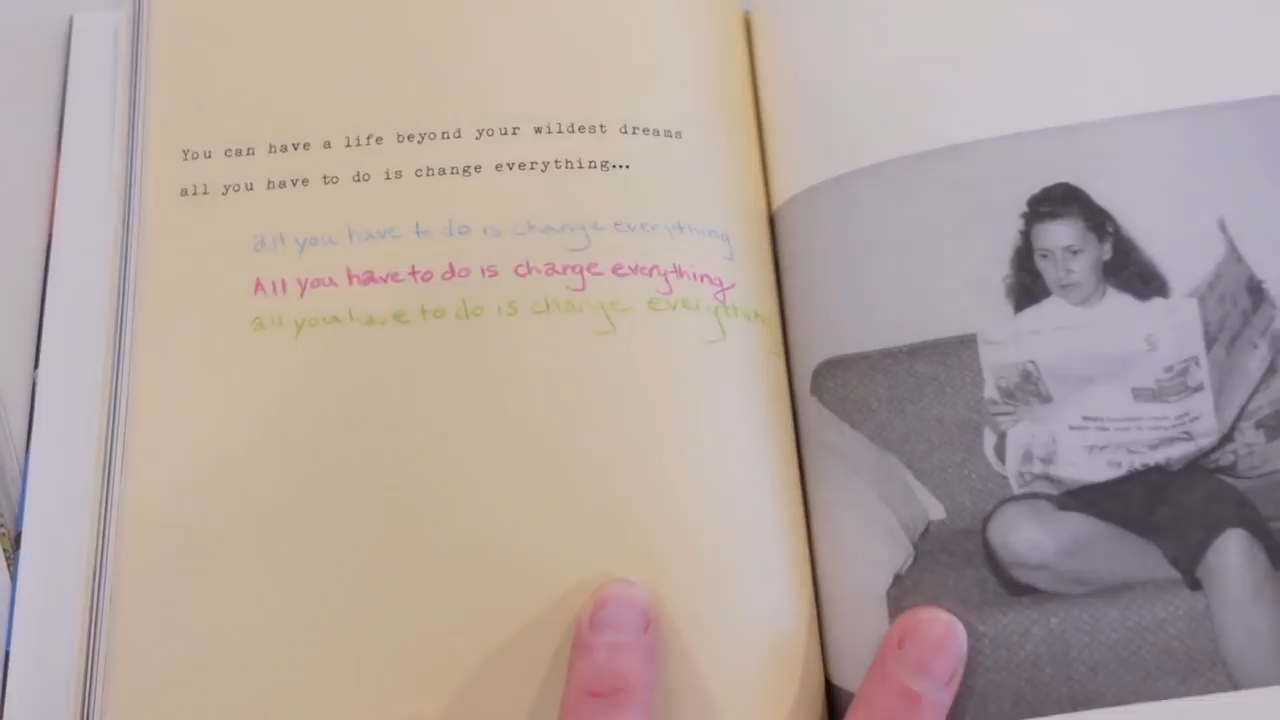 You can have a life beyond your wildest dreams
all you have to do is change everything...
all you have to do is change everything
All you have to do is change everything
all you have to do is change everything